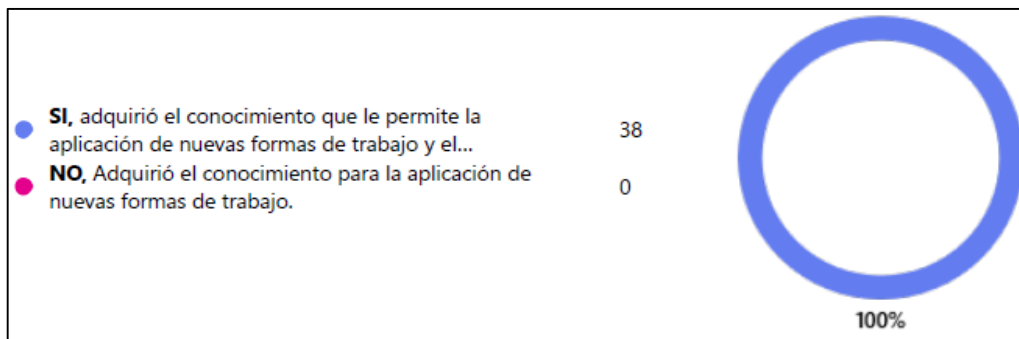 SI, adquirió el conocimiento que le permite la
aplicación de nuevas formas de trabajo y el...
38
NO, Adquirió el conocimiento para la aplicación de
nuevas formas de trabajo.
0
100%